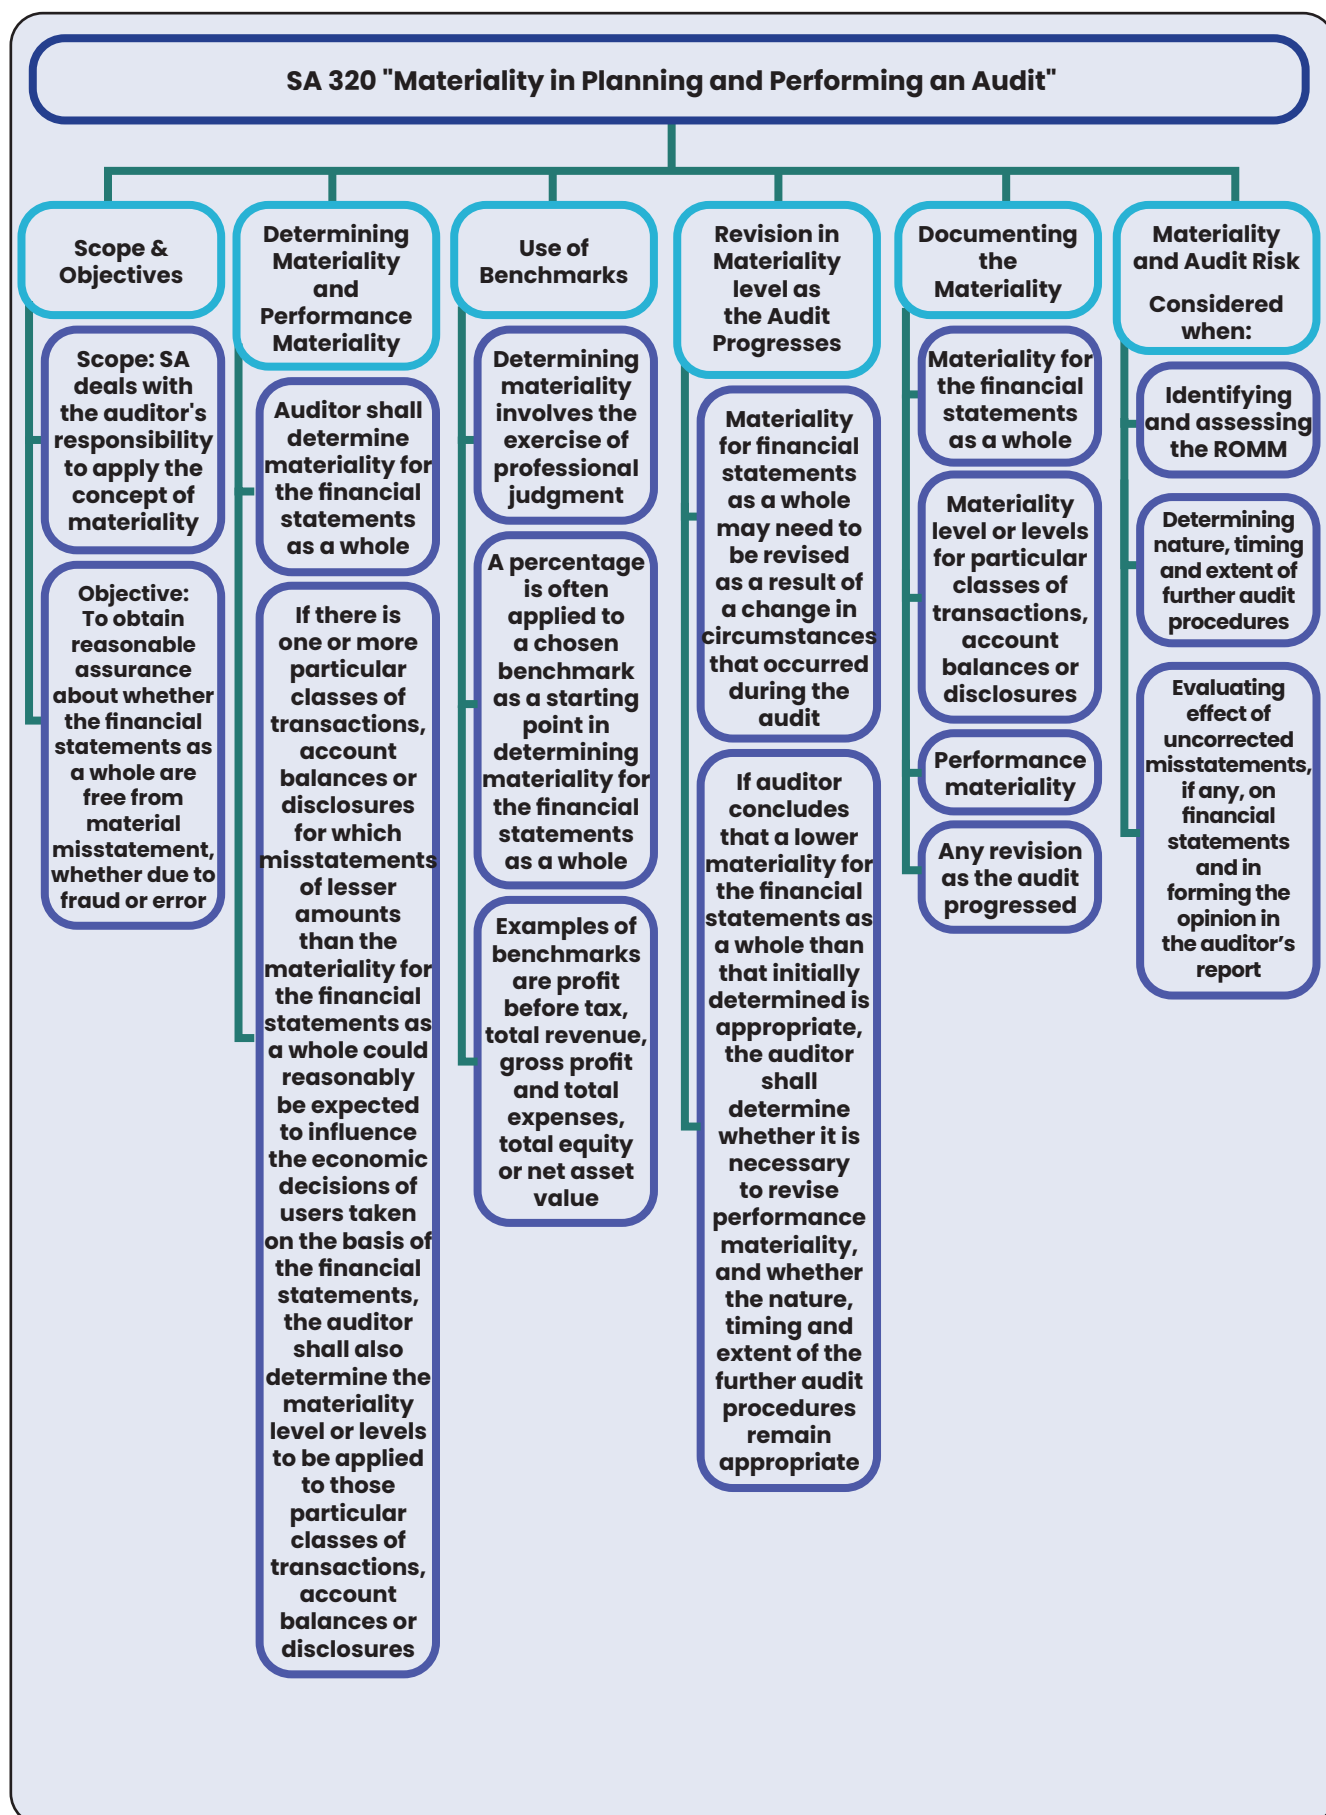 SA 320 "Materiality in Planning and Performing an Audit"
Scope &
Objectives
Scope: SA
deals with
the auditor's
responsibility
to apply the
concept of
materiality
Objective:
To obtain
reasonable
assurance
about whether
the financial
statements as
a whole are
free from
material
misstatement,
whether due to
fraud or error
Determining
Materiality
and
Performance
Materiality
Auditor shall
determine
materiality for
the financial
statements
as a whole
If there is
one or more
particular
classes of
transactions,
account
balances or
disclosures
for which
misstatements
of lesser
amounts
than the
materiality for
the financial
statements as
a whole could
reasonably
be expected
to influence
the economic
decisions of
users taken
on the basis of
the financial
statements,
the auditor
shall also
determine the
materiality
level or levels
to be applied
to those
particular
classes of
transactions,
account
balances or
disclosures
Use of
Benchmarks
Determining
materiality
involves the
exercise of
professional
judgment
A percentage
is often
applied to
a chosen
benchmark
as a starting
point in
determining
materiality for
the financial
statements
as a whole
Examples of
benchmarks
are profit
before tax,
total revenue,
gross profit
and total
expenses,
total equity
or net asset
value
Revision in
Materiality
level as
the Audit
Progresses
Materiality
for financial
statements
as a whole
may need to
be revised
as a result of
a change in
circumstances
that occurred
during the
audit
If auditor
concludes
that a lower
materiality for
the financial
statements as
a whole than
that initially
determined is
appropriate,
the auditor
shall
determine
whether it is
necessary
to revise
performance
materiality,
and whether
the nature,
timing and
extent of the
further audit
procedures
remain
appropriate
Documenting
the
Materiality
Materiality for
the financial
statements
as a whole
Materiality
level or levels
for particular
classes of
transactions,
account
balances or
disclosures
Performance
materiality
Any revision
as the audit
progressed
Materiality
and Audit Risk
Considered
when:
Identifying
and assessing
the ROMM
Determining
nature, timing
and extent of
further audit
procedures
Evaluating
effect of
uncorrected
misstatements,
if any, on
financial
statements
and in
forming the
opinion in
the auditor’s
report